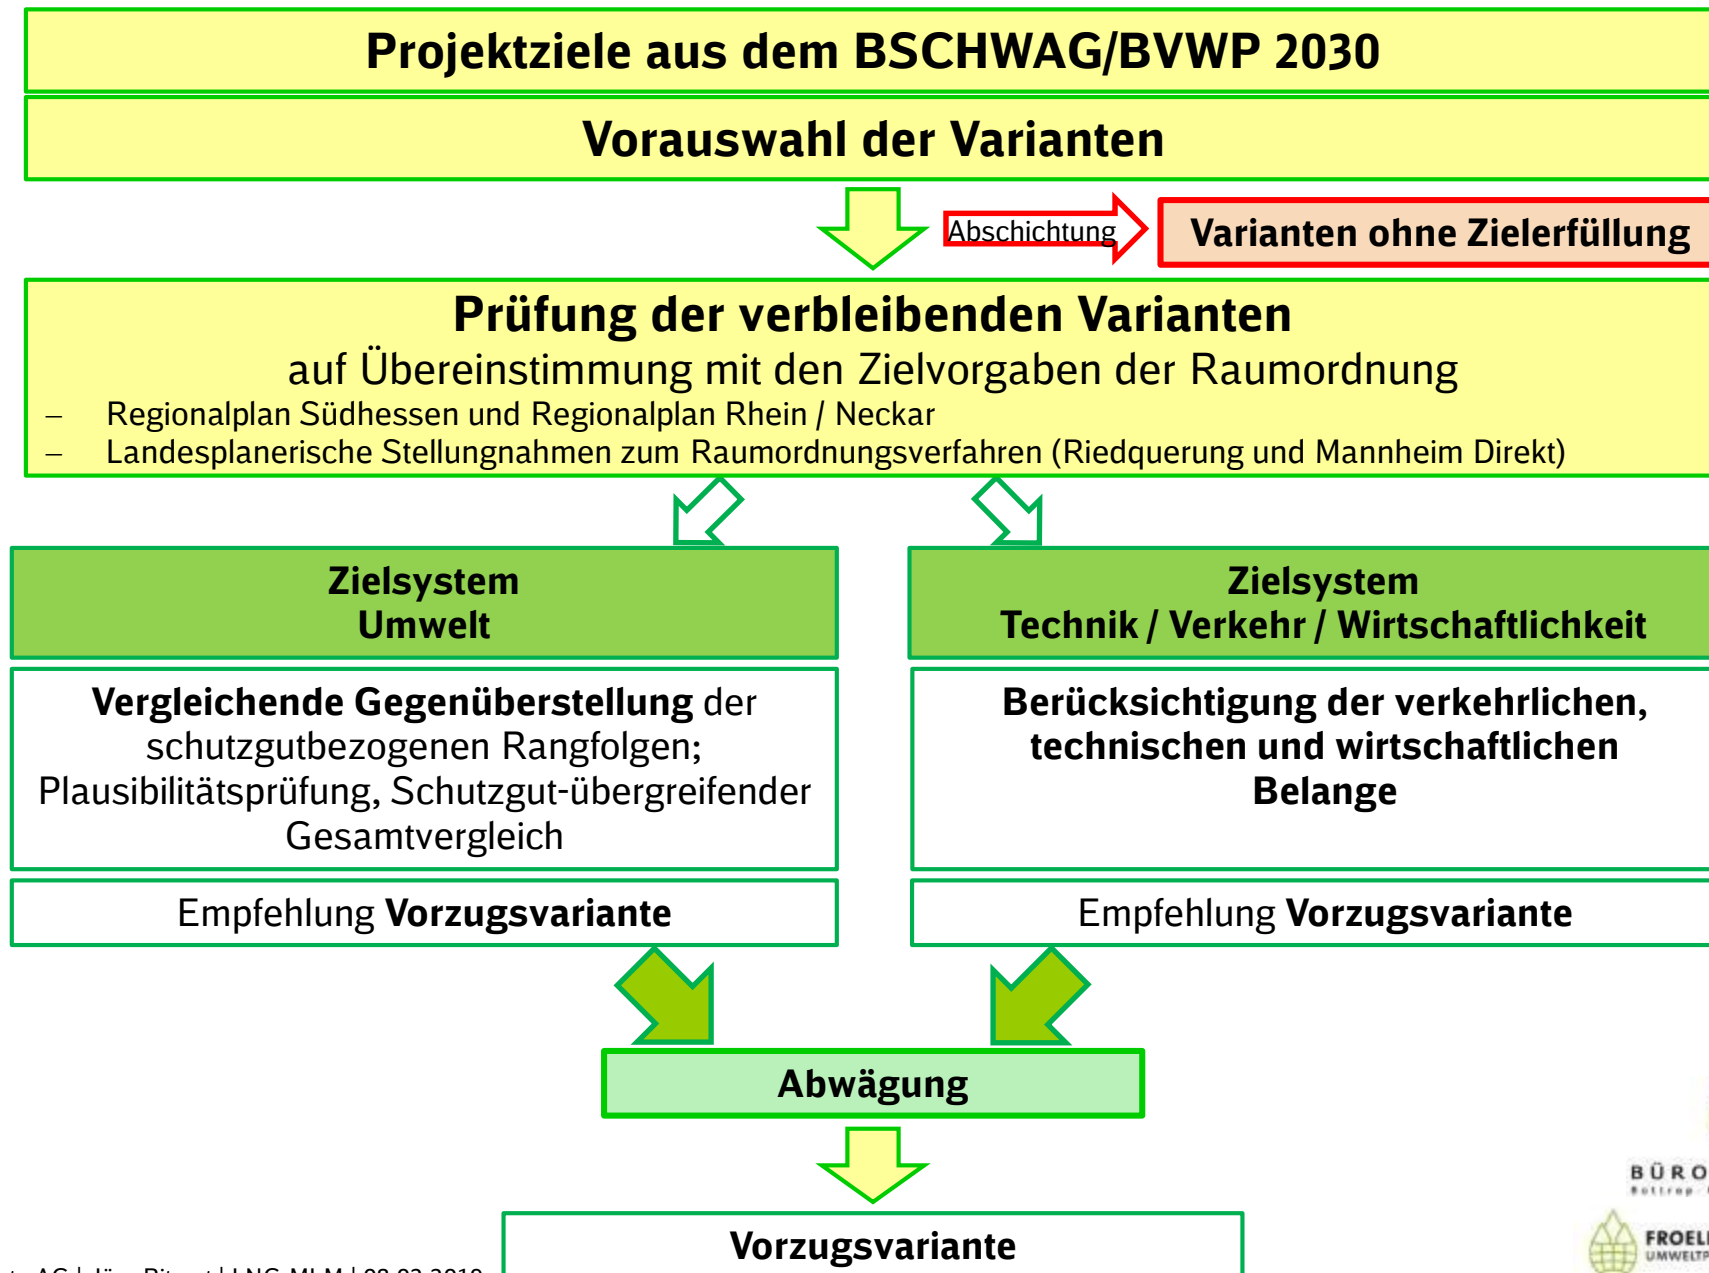 Projektziele aus dem BSCHWAG/BVWP 2030
Vorauswahl der Varianten
Abschichtung
Varianten ohne Zielerfüllung
Prüfung der verbleibenden Varianten
auf Übereinstimmung mit den Zielvorgaben der Raumordnung
– Regionalplan Südhessen und Regionalplan Rhein / Neckar
– Landesplanerische Stellungnahmen zum Raumordnungsverfahren (Riedquerung und Mannheim Direkt)
Zielsystem
Umwelt
Vergleichende Gegenüberstellung der
schutzgutbezogenen Rangfolgen;
Plausibilitätsprüfung, Schutzgut-übergreifender
Gesamtvergleich
Empfehlung Vorzugsvariante
Zielsystem
Technik / Verkehr / Wirtschaftlichkeit
Berücksichtigung der verkehrlichen,
technischen und wirtschaftlichen
Belange
Empfehlung Vorzugsvariante
Abwägung
Vorzugsvariante
BÜRO
Bottrop